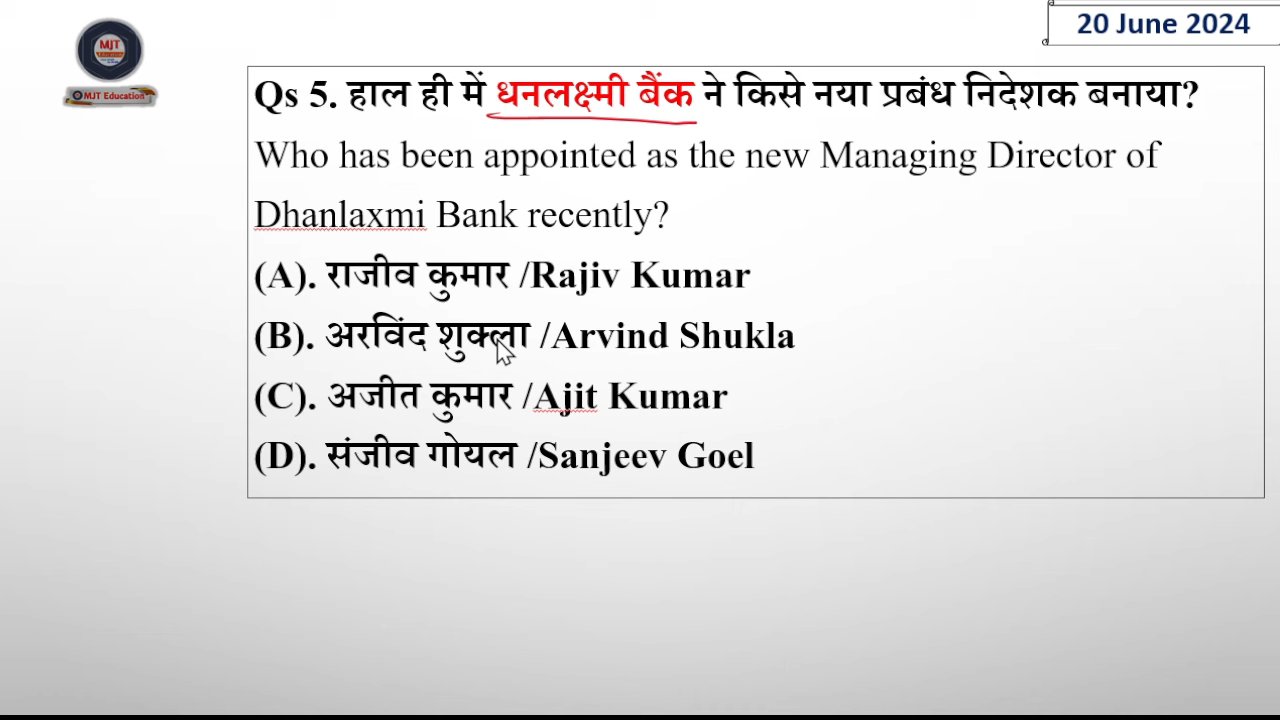 20 June 2024
MJT
MJT Education
Qs 5. हाल ही में धनलक्ष्मी बैंक ने किसे नया प्रबंध निदेशक बनाया?
Who has been appointed as the new Managing Director of
Dhanlaxmi Bank recently?
(A). राजीव कुमार /Rajiv Kumar
(B). अरविंद शुक्ला /Arvind Shukla
(C). अजीत कुमार /Ajit Kumar
(D). संजीव गोयल /Sanjeev Goel